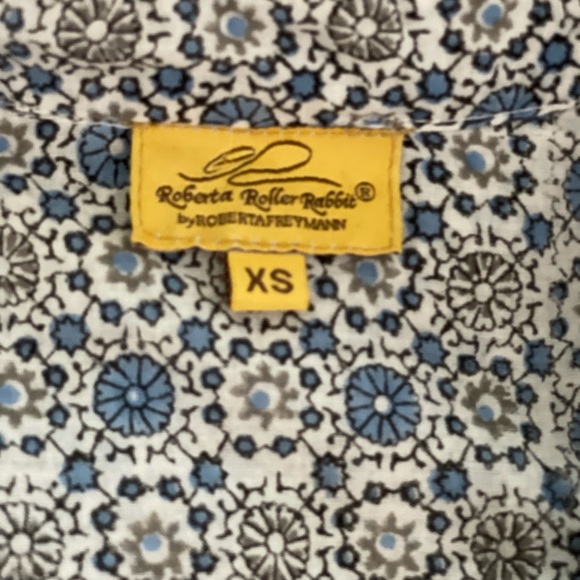 Roberta Roller Rabbit®
by ROBERTAFREYMANN
XS